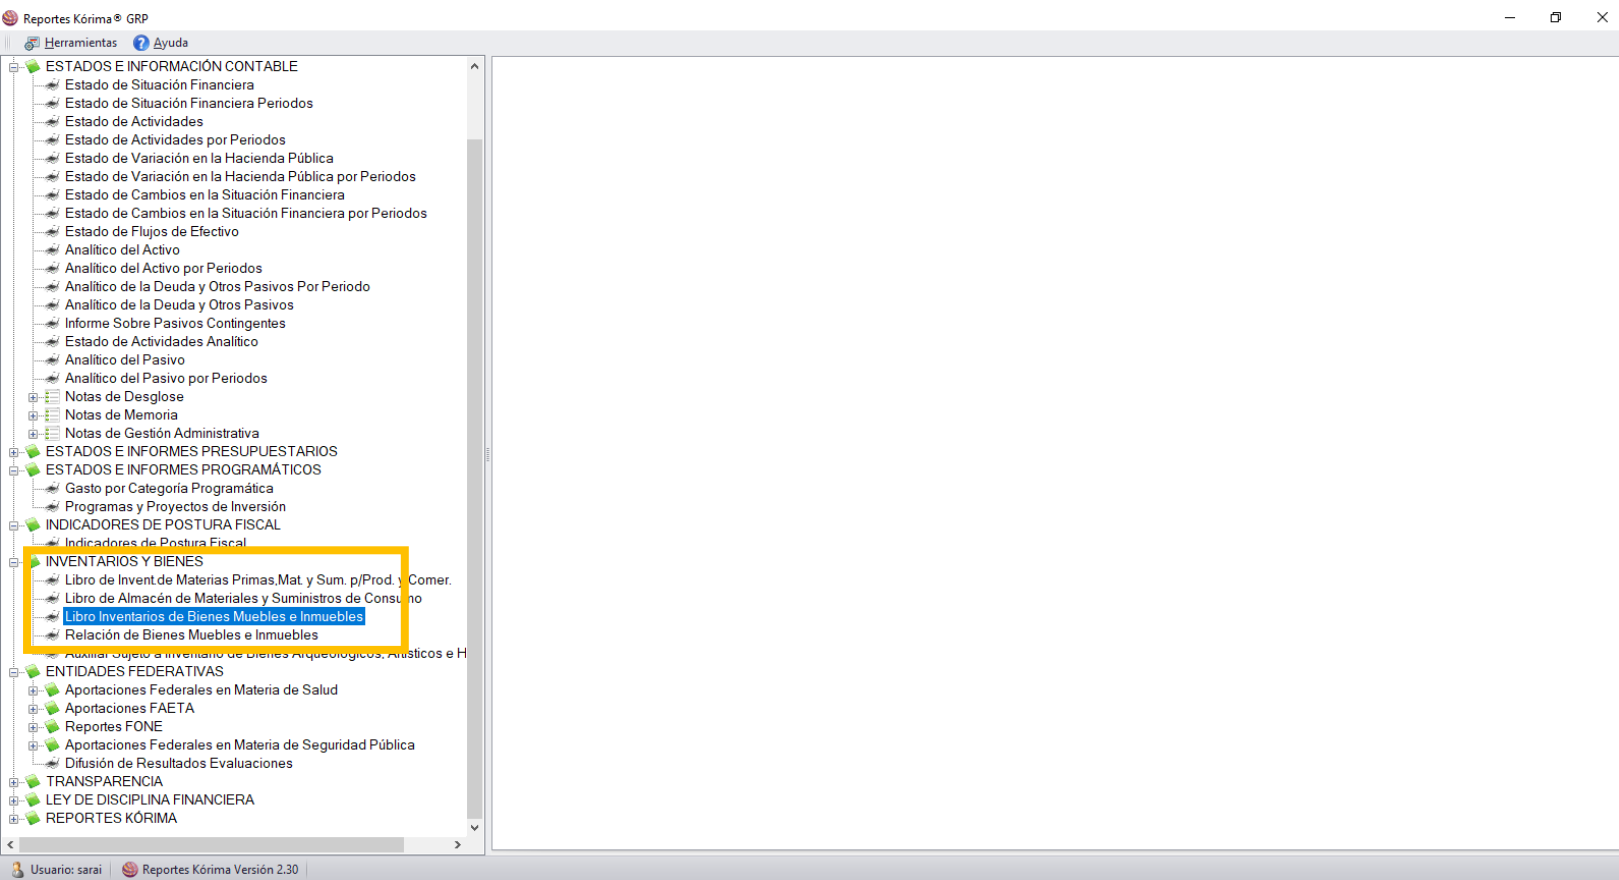 Reportes Kórima® GRP
Herramientas Ayuda
ESTADOS E INFORMACIÓN CONTABLE
Estado de Situación Financiera
Estado de Situación Financiera Periodos
Estado de Actividades
Estado de Actividades por Periodos
Estado de Variación en la Hacienda Pública
Estado de Variación en la Hacienda Pública por Periodos
Estado de Cambios en la Situación Financiera
Estado de Cambios en la Situación Financiera por Periodos
Estado de Flujos de Efectivo
Analítico del Activo
Analítico del Activo por Periodos
Analítico de la Deuda y Otros Pasivos Por Periodo
Analítico de la Deuda y Otros Pasivos
Informe Sobre Pasivos Contingentes
Estado de Actividades Analítico
Analítico del Pasivo
Analítico del Pasivo por Periodos
Notas de Desglose
Notas de Memoria
Notas de Gestión Administrativa
ESTADOS E INFORMES PRESUPUESTARIOS
ESTADOS E INFORMES PROGRAMÁTICOS
Gasto por Categoría Programática
Programas y Proyectos de Inversión
INDICADORES DE POSTURA FISCAL
Indicadores de Postura Fiscal
INVENTARIOS Y BIENES
Libro de Invent.de Materias Primas,Mat. y Sum. p/Prod. y Comer.
Libro de Almacén de Materiales y Suministros de Consumo
Libro Inventarios de Bienes Muebles e Inmuebles
Relación de Bienes Muebles e Inmuebles
Auxiliar Sujeto a Inventario de Bienes Arqueológicos, Artísticos e H
ENTIDADES FEDERATIVAS
Aportaciones Federales en Materia de Salud
Aportaciones FAETA
Reportes FONE
Aportaciones Federales en Materia de Seguridad Pública
Difusión de Resultados Evaluaciones
TRANSPARENCIA
LEY DE DISCIPLINA FINANCIERA
REPORTES KÓRIMA
Usuario: sarai Reportes Kórima Versión 2.30